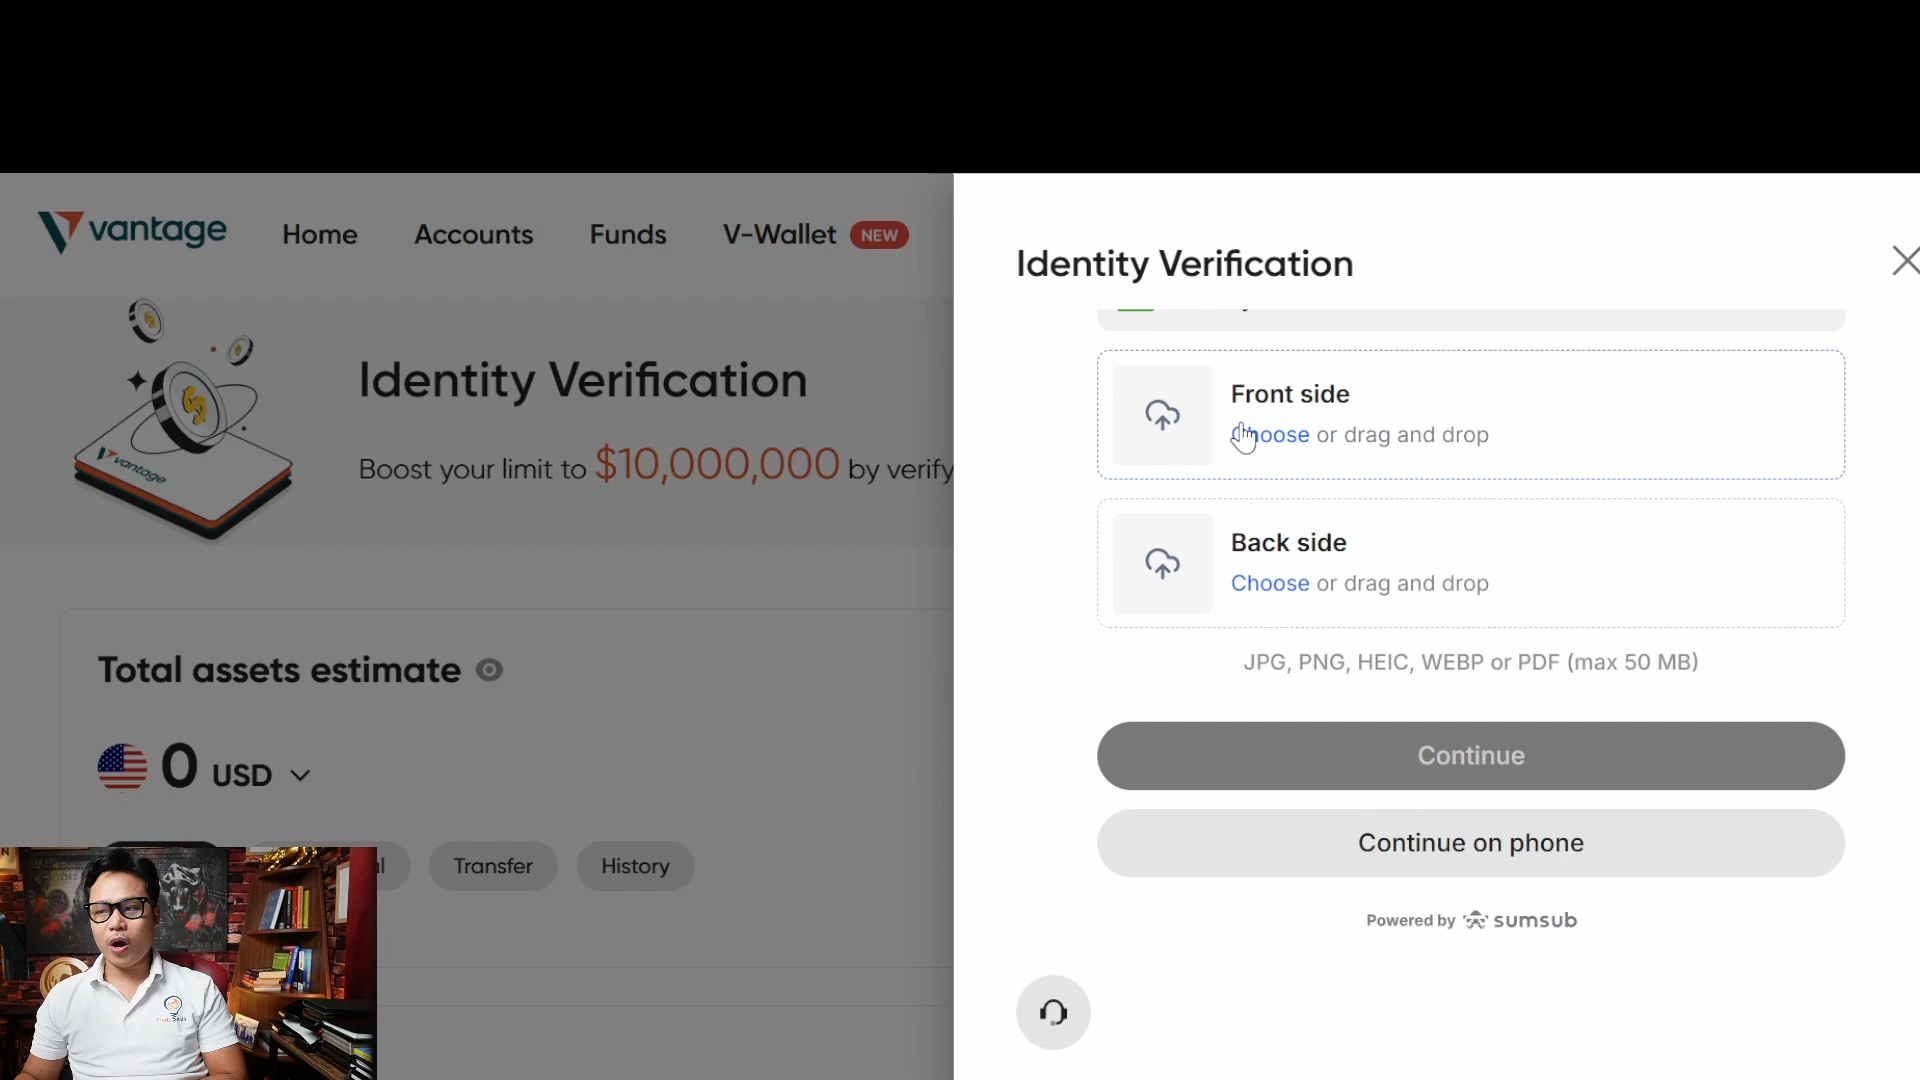 vantage
Home
Accounts
Funds
V-Wallet
NEW
Identity Verification
Boost your limit to $10,000,000 by verify
vantage
Total assets estimate
0 USD
Transfer
History
Identity Verification
Front side
Choose or drag and drop
Back side
Choose or drag and drop
JPG, PNG, HEIC, WEBP or PDF (max 50 MB)
Continue
Continue on phone
Powered by sumsub